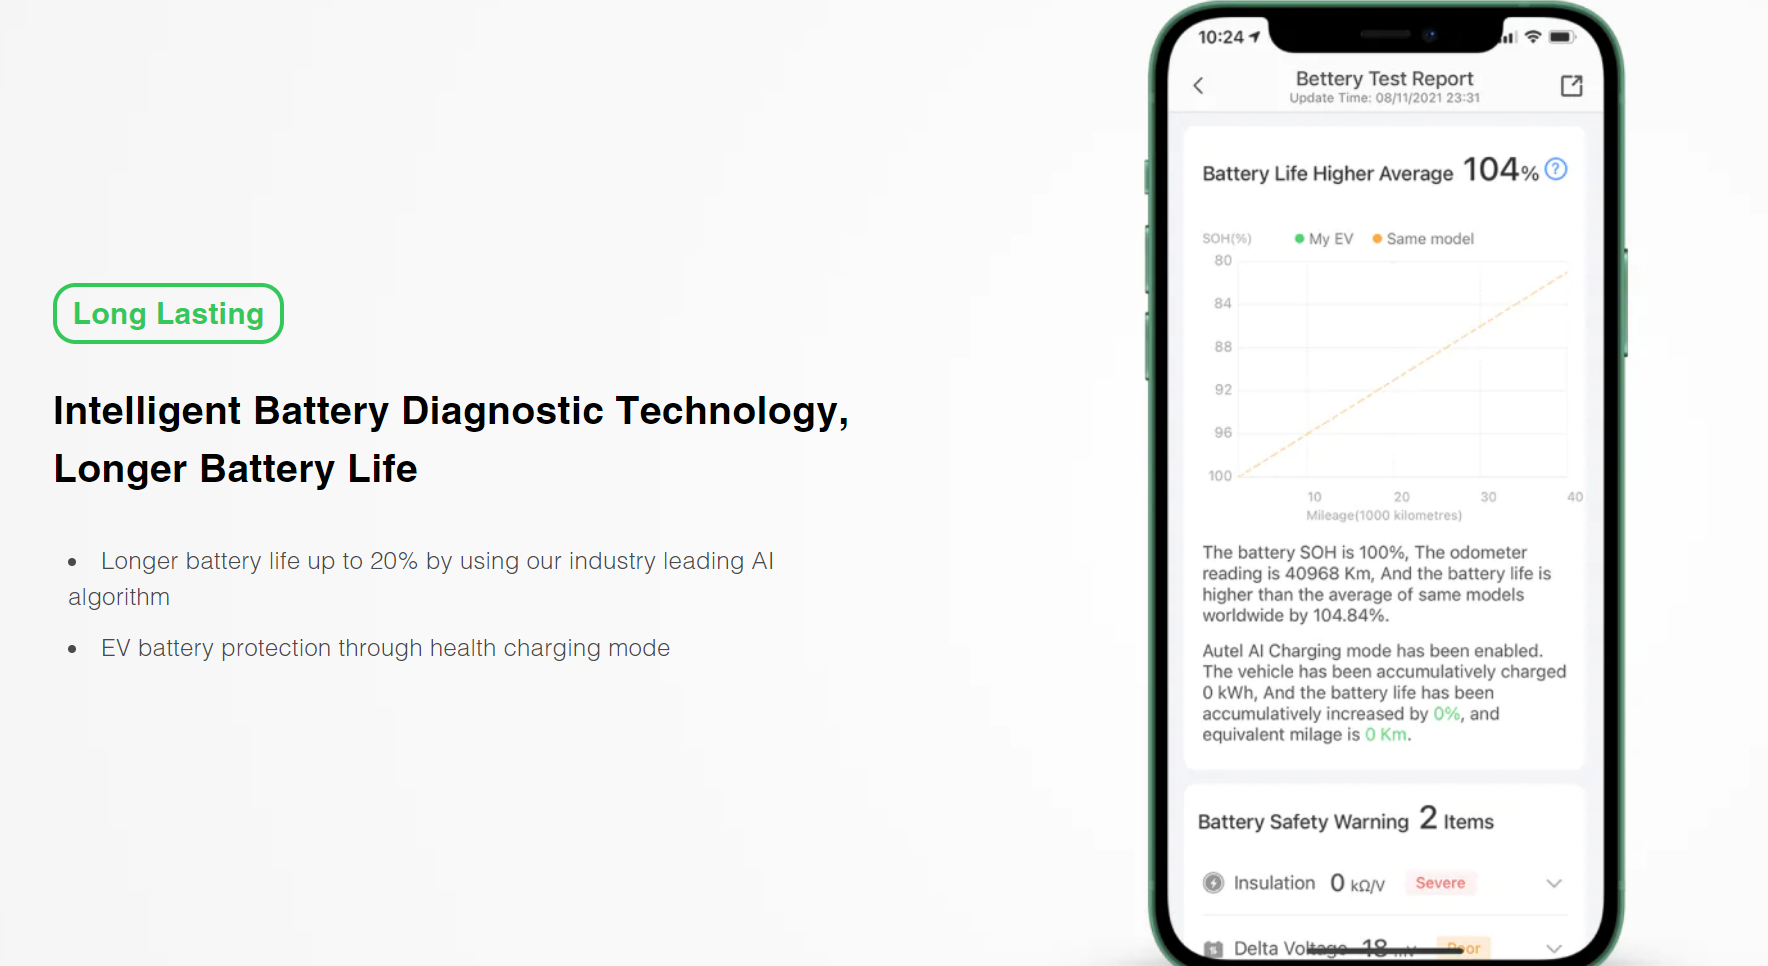 Long Lasting
Intelligent Battery Diagnostic Technology,
Longer Battery Life
• Longer battery life up to 20% by using our industry leading AI
algorithm
• EV battery protection through health charging mode
10:24
Bettery Test Report
Update Time: 08/11/2021 23:31
Battery Life Higher Average 104% ?
SOH(%) My EV Same model
80
84
88
92
96
100
10 20 30 40
Mileage(1000 kilometres)
The battery SOH is 100%, The odometer
reading is 40968 Km, And the battery life is
higher than the average of same models
worldwide by 104.84%.
Autel AI Charging mode has been enabled.
The vehicle has been accumulatively charged
0 kWh, And the battery life has been
accumulatively increased by 0%, and
equivalent milage is 0 Km.
Battery Safety Warning 2 Items
Insulation 0 kΩ/V Severe
Delta Voltage 18 Poor